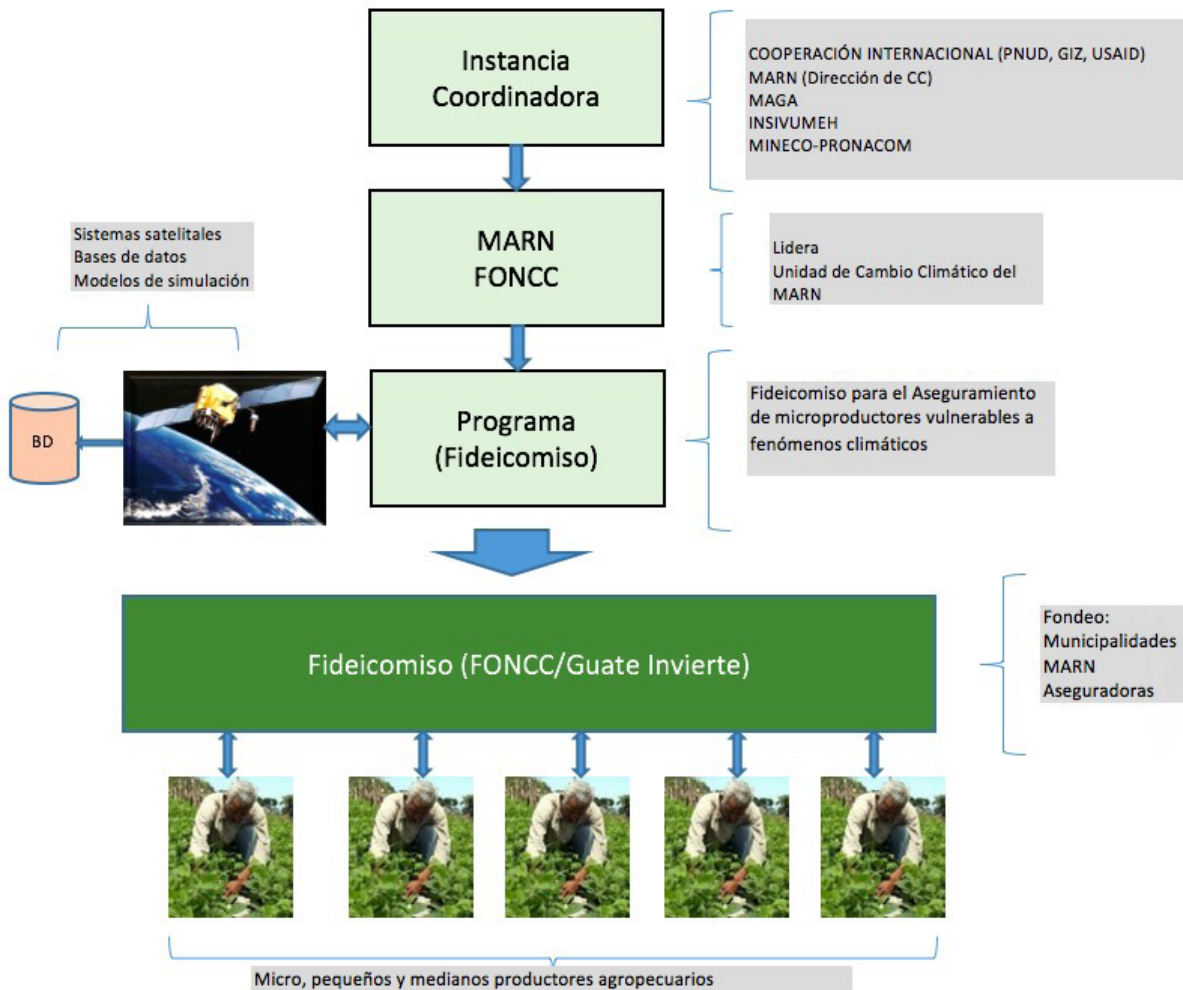 Instancia
Coordinadora
COOPERACIÓN INTERNACIONAL (PNUD, GIZ, USAID)
MARN (Dirección de CC)
MAGA
INSIVUMEH
MINECO-PRONACOM
MARN
FONCC
Lidera
Unidad de Cambio Climático del
MARN
Sistemas satelitales
Bases de datos
Modelos de simulación
BD
Programa
(Fideicomiso)
Fideicomiso para el Aseguramiento
de microproductores vulnerables a
fenómenos climáticos
Fideicomiso (FONCC/Guate Invierte)
Fondeo:
Municipalidades
MARN
Aseguradoras
Micro, pequeños y medianos productores agropecuarios